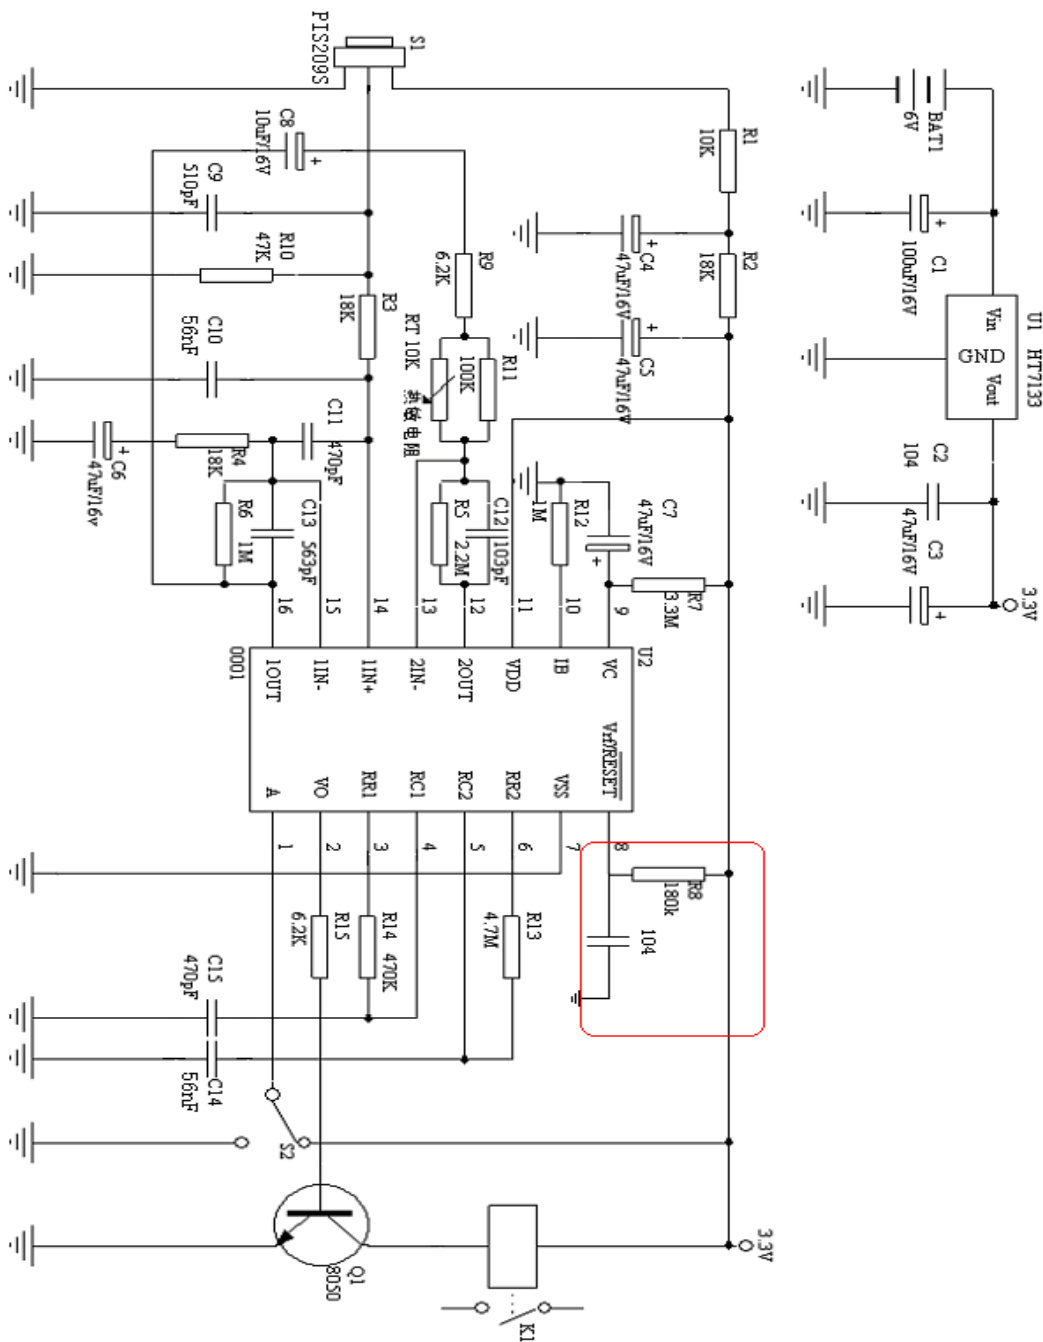 PIS209S
S1
C8
10uF/16V
+
C9
510pF
R10
47K
R3
18K
C10
56nF
C11
470pF
R4
18K
+
C6
47uF/16v
R6
1M
C13
563pF
R9
6.2K
RT 10K
热敏电阻
100K
R11
R5
2.2M
C12
103pF
R1
10K
+
C4
47uF/16V
R2
18K
+
C5
47uF/16V
1M
R12
C7
47uF/16V
+
R7
3.3M
BAT1
6V
+
C1
100uF/16V
U1
HT7133
Vin
GND
Vout
C2
104
C3
47uF/16V
+
3.3V
16
15
14
13
12
11
10
9
0001
U2
1OUT
1IN-
1IN+
2IN-
2OUT
VDD
IB
VC
A
VO
RR1
RC1
RC2
RR2
VSS
Vrf/RESET
1
2
3
4
5
6
7
8
R8
180k
104
R15
6.2K
R14
470K
R13
4.7M
C15
470pF
C14
56nF
S2
Q1
8050
3.3V
K1